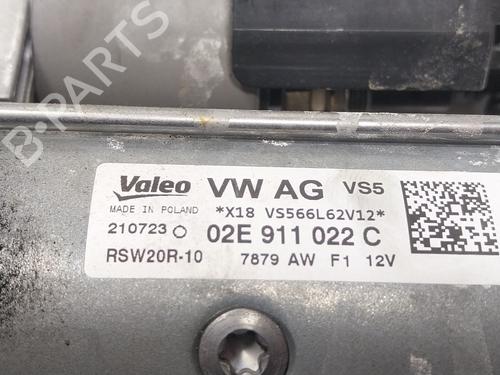 B-PARTS
Valeo VW AG VS5
MADE IN POLAND *X18 VS566L62V12*
210723 02E 911 022 C
RSW20R-10 7879 AW F1 12V